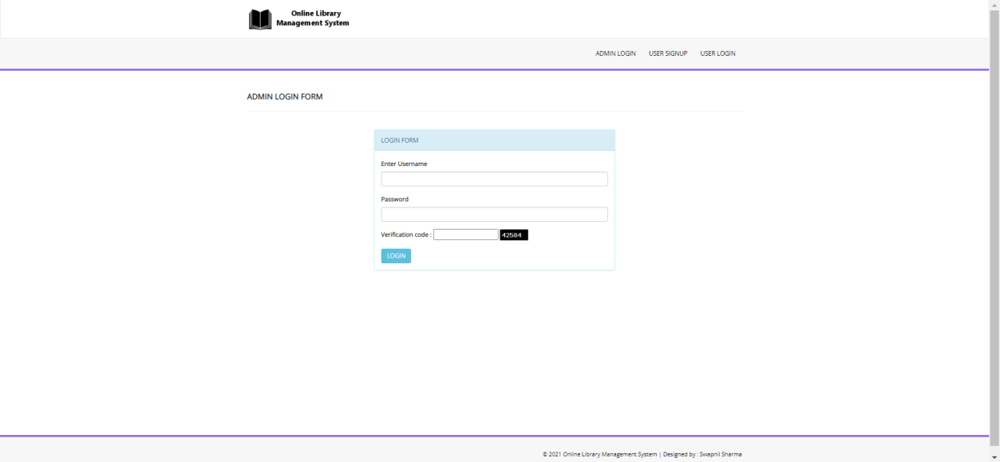 Online Library
Management System
ADMIN LOGIN USER SIGNUP USER LOGIN
ADMIN LOGIN FORM
LOGIN FORM
Enter Username
Password
Verification code : 42584
LOGIN
© 2021 Online Library Management System | Designed by : Swapnil Sharma